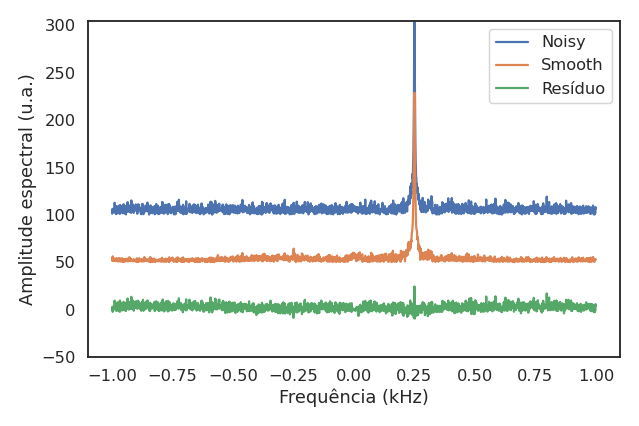 Noisy
Smooth
Resíduo
Amplitude espectral (u.a.)
300
250
200
150
100
50
0
−50
−1.00 −0.75 −0.50 −0.25 0.00 0.25 0.50 0.75 1.00
Frequência (kHz)